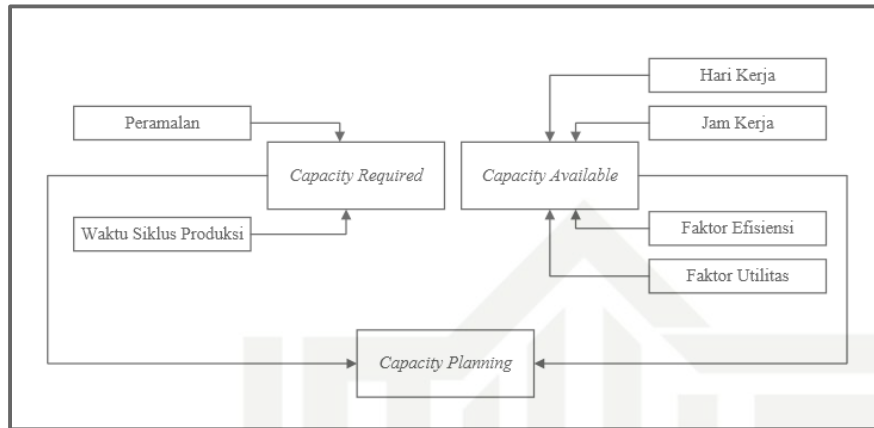 Hari Kerja
Peramalan
Jam Kerja
Capacity Required
Capacity Available
Waktu Siklus Produksi
Faktor Efisiensi
Faktor Utilitas
Capacity Planning